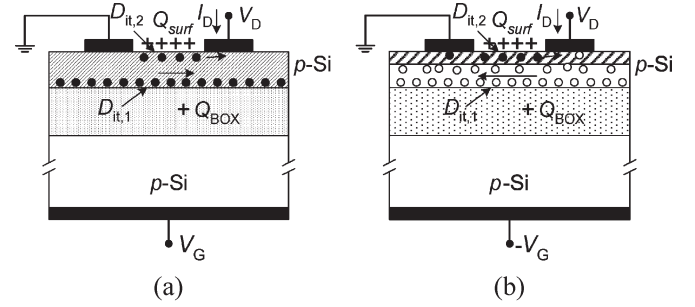 D_it,2 Q_surf I_D V_D
++++
p-Si
D_it,1 + Q_BOX
p-Si
V_G
(a)
D_it,2 Q_surf I_D V_D
++++
p-Si
D_it,1 + Q_BOX
p-Si
-V_G
(b)